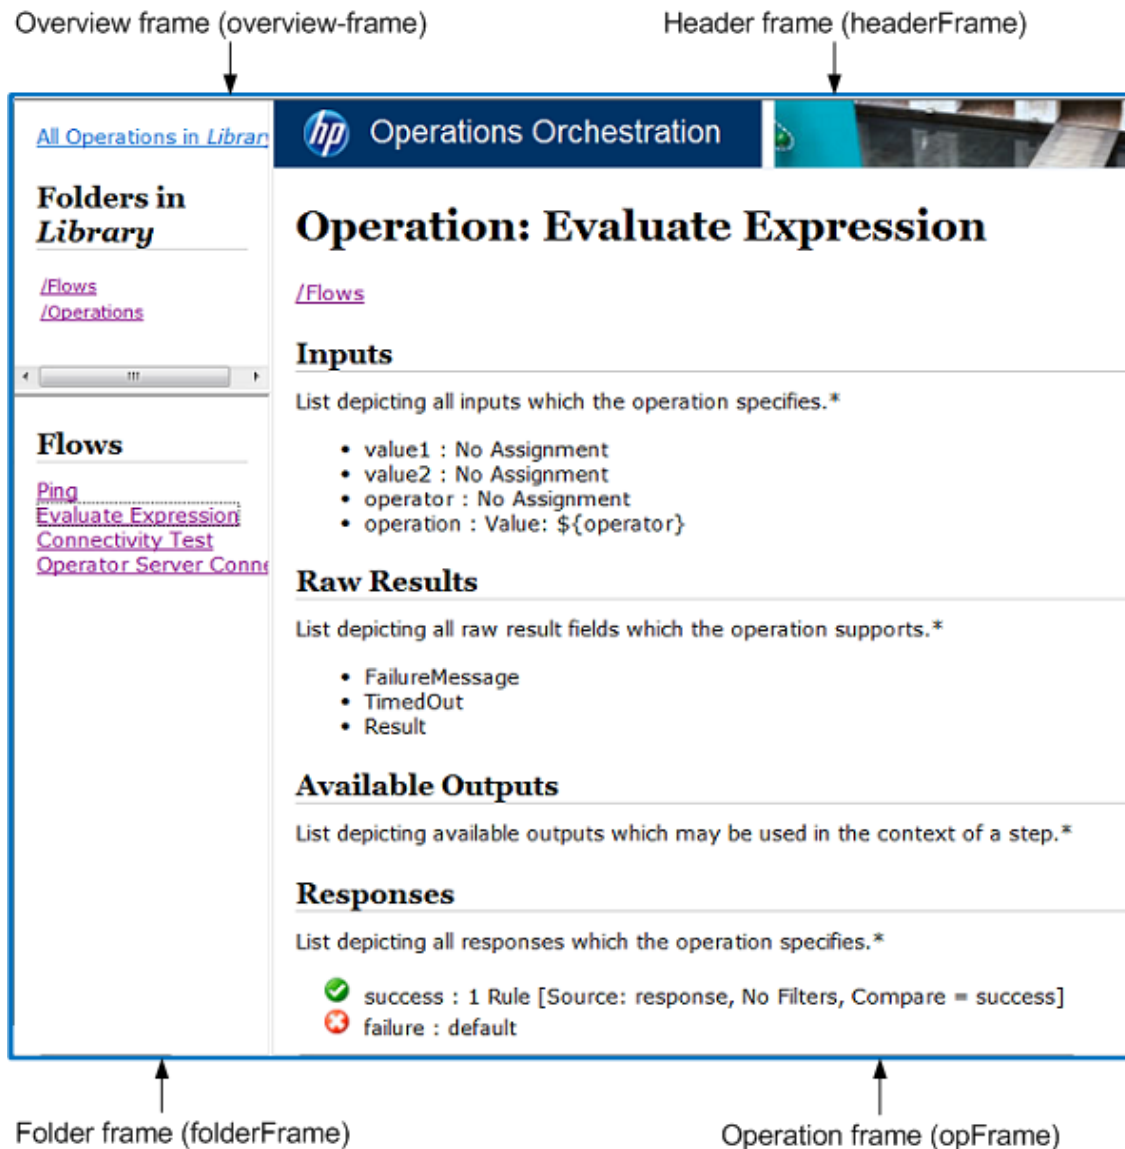 Overview frame (overview-frame)
Header frame (headerFrame)
All Operations in Library
hp Operations Orchestration
Folders in
Library
/Flows
/Operations
Flows
Ping
Evaluate Expression
Connectivity Test
Operator Server Conne
Operation: Evaluate Expression
/Flows
Inputs
List depicting all inputs which the operation specifies.*
• value1 : No Assignment
• value2 : No Assignment
• operator : No Assignment
• operation : Value: ${operator}
Raw Results
List depicting all raw result fields which the operation supports.*
• FailureMessage
• TimedOut
• Result
Available Outputs
List depicting available outputs which may be used in the context of a step.*
Responses
List depicting all responses which the operation specifies.*
success : 1 Rule [Source: response, No Filters, Compare = success]
failure : default
Folder frame (folderFrame)
Operation frame (opFrame)